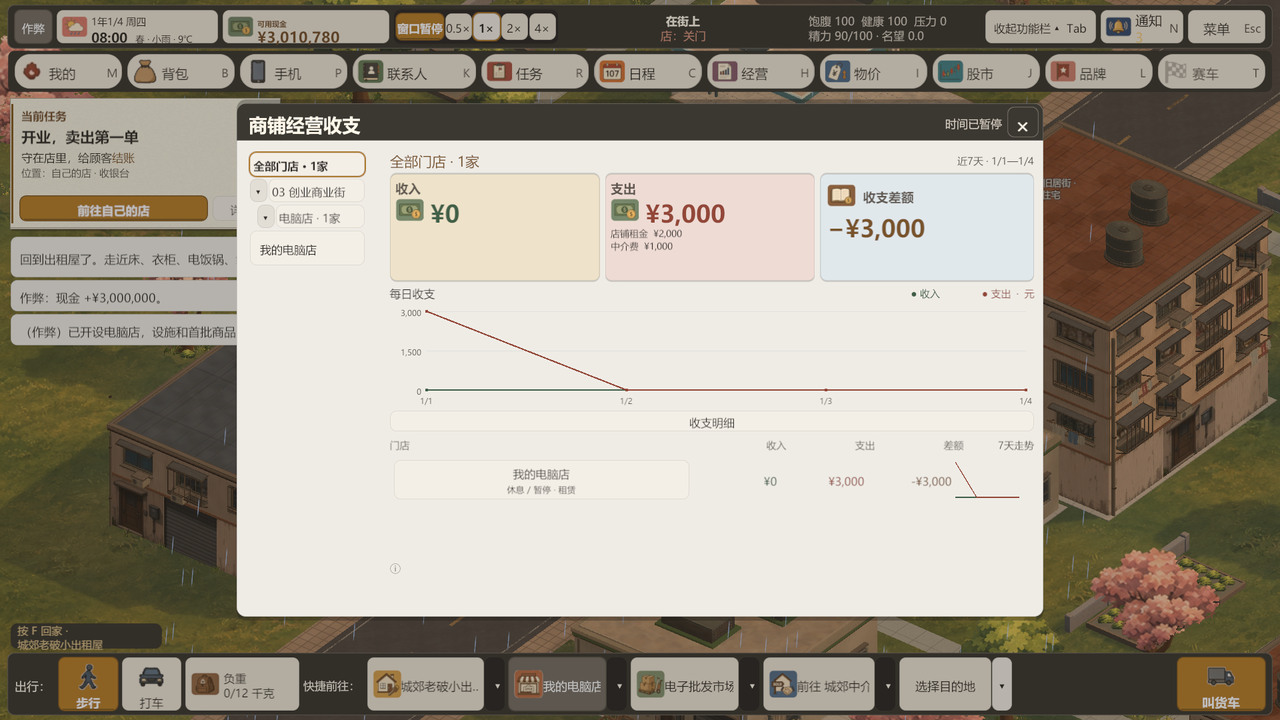 作弊
1年1/4 周四
08:00 春 · 小雨 · 9℃
可用现金
¥3,010,780
窗口暂停
0.5×
1×
2×
4×
在街上
店：关门
饱腹 100 健康 100 压力 0
精力 90/100 · 名望 0.0
收起功能栏 ▴ Tab
通知
3
N
菜单 Esc
我的 M
背包 B
手机 P
联系人 K
任务 R
107
日程 C
经营 H
物价 I
股市 J
品牌 L
赛车 T
当前任务
开业，卖出第一单
守在店里，给顾客结账
位置：自己的店 · 收银台
前往自己的店
回到出租屋了。走近床、衣柜、电饭锅、
作弊：现金 +¥3,000,000。
（作弊）已开设电脑店，设施和首批商品
商铺经营收支
时间已暂停
×
全部门店 · 1家
03 创业商业街
电脑店 · 1家
我的电脑店
全部门店 · 1家
近7天 · 1/1—1/4
收入
¥0
支出
¥3,000
店铺租金 ¥2,000
中介费 ¥1,000
收支差额
−¥3,000
每日收支
● 收入
● 支出 · 元
3,000
1,500
0
1/1
1/2
1/3
1/4
收支明细
门店
收入
支出
差额
7天走势
我的电脑店
休息 / 暂停 · 租赁
¥0
¥3,000
-¥3,000
旧居街 ·
住宅
按 F 回家 ·
城郊老破小出租屋
出行：
步行
打车
负重
0/12 千克
快捷前往：
城郊老破小出..
我的电脑店
电子批发市场
前往 城郊中介
选择目的地
叫货车